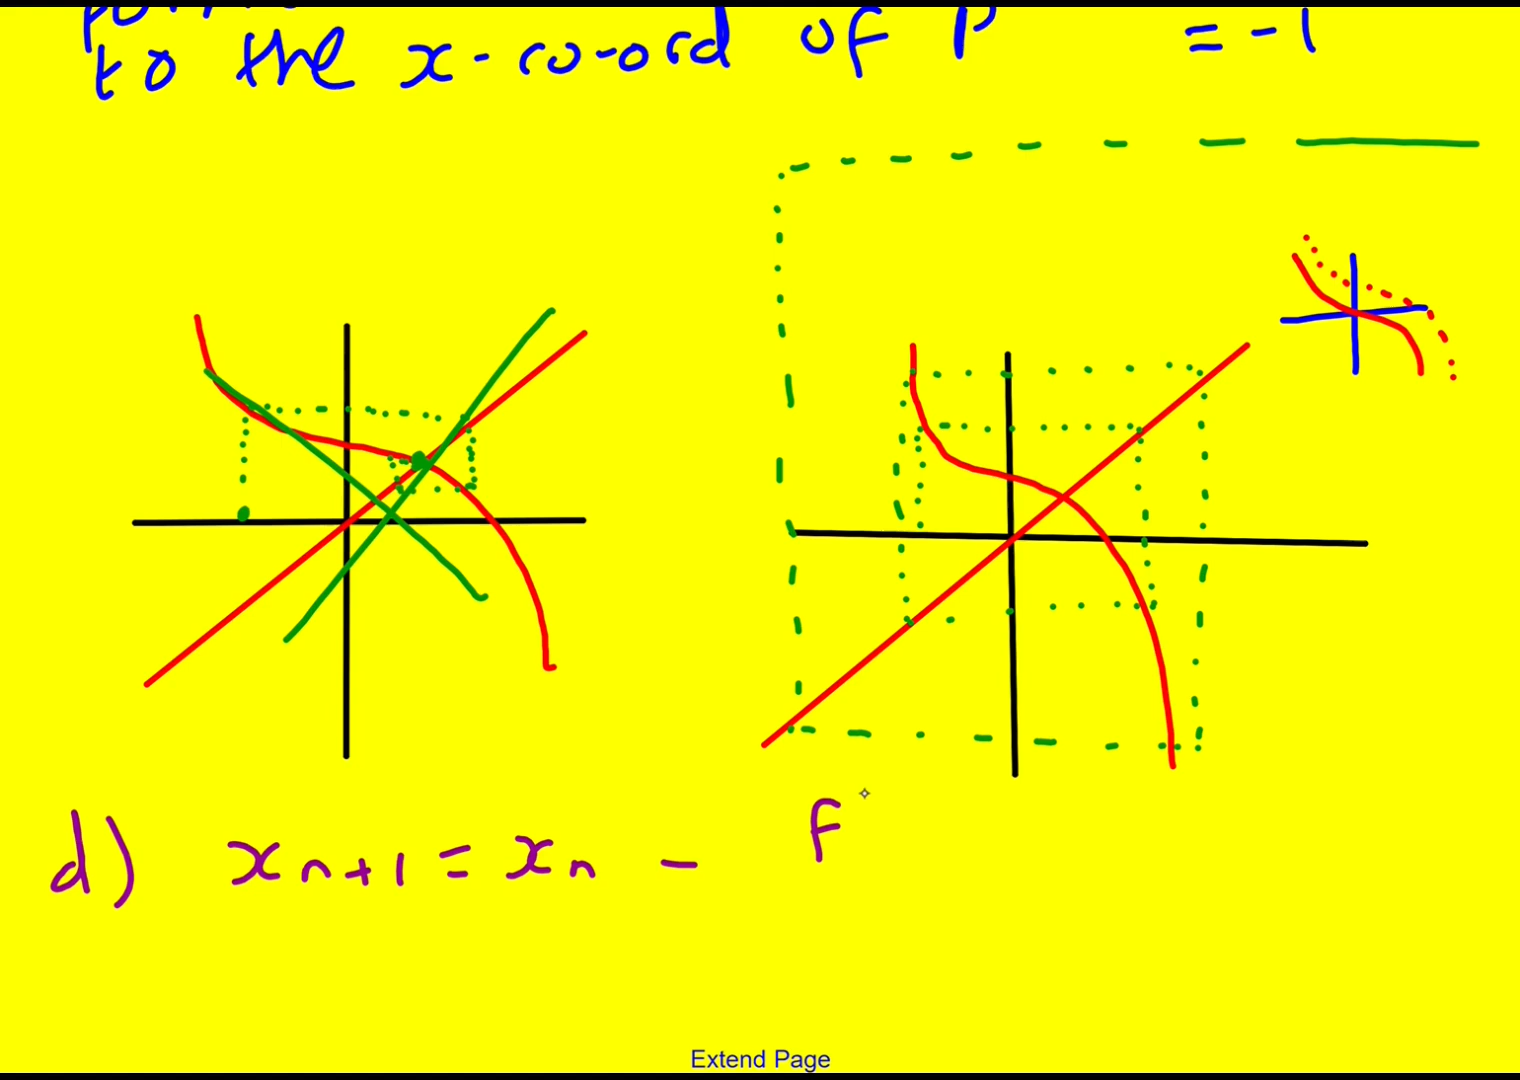 to the x-co-ord of P = -1
d) xn+1 = xn - f
Extend Page